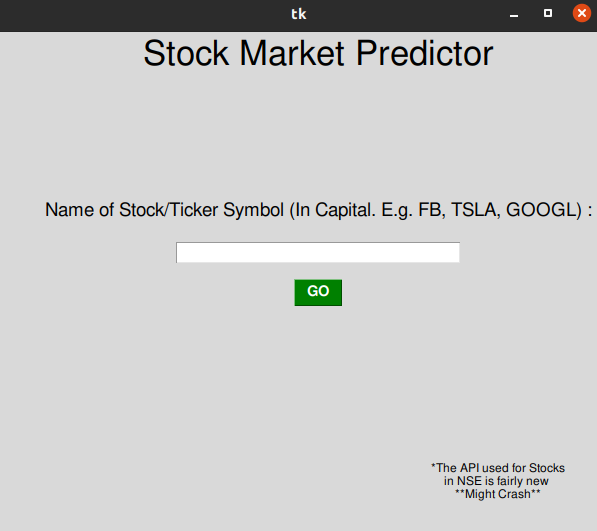 tk
Stock Market Predictor
Name of Stock/Ticker Symbol (In Capital. E.g. FB, TSLA, GOOGL) :
GO
*The API used for Stocks
in NSE is fairly new
**Might Crash**